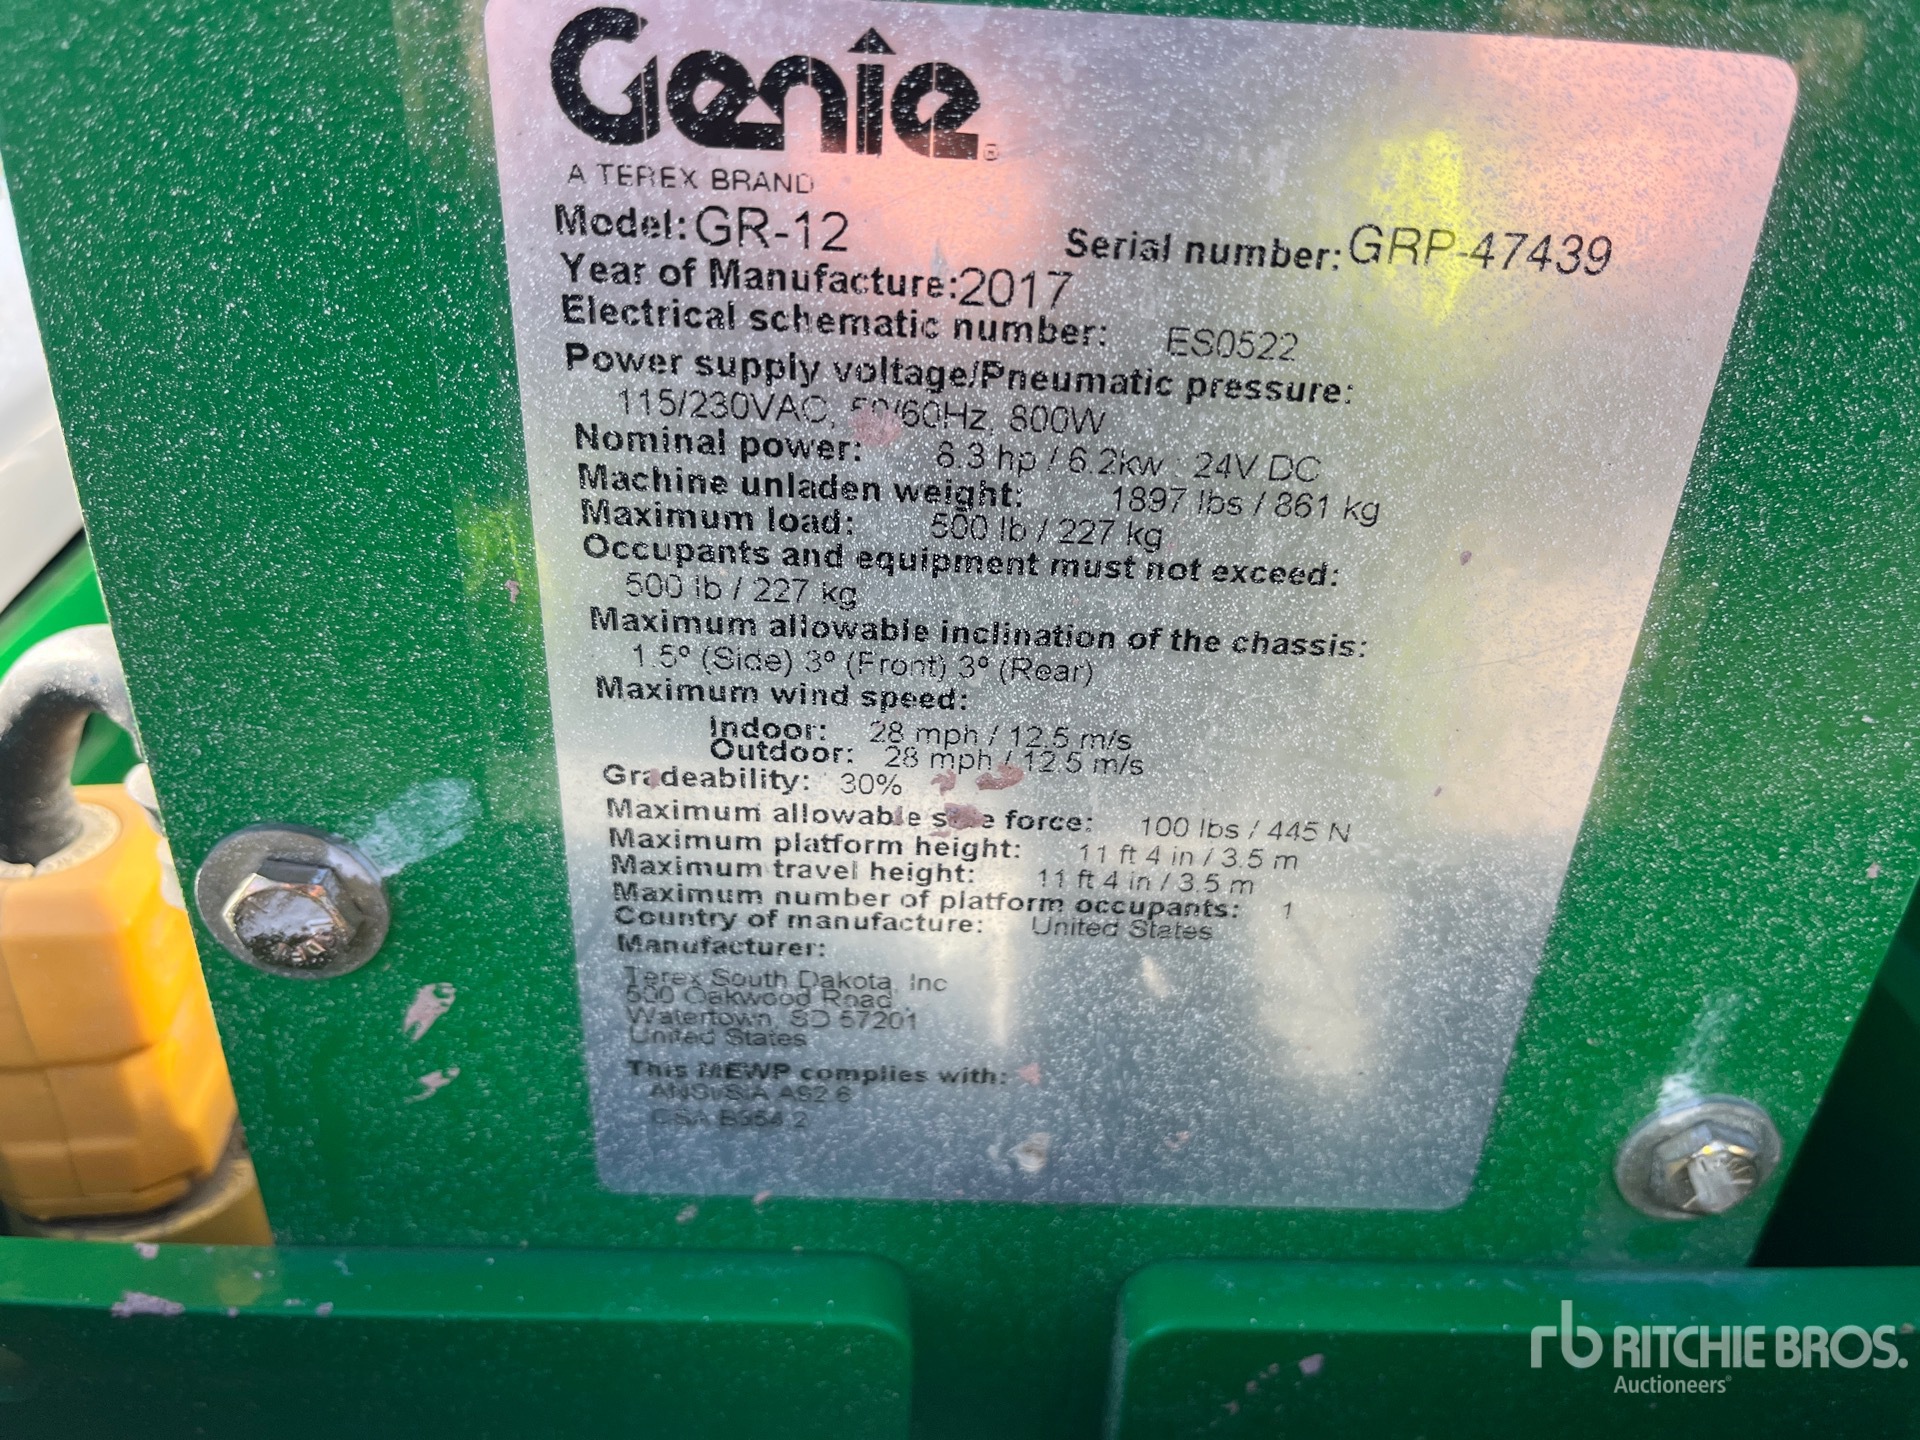 Genie®
A TEREX BRAND
Model: GR-12
Serial number: GRP-47439
Year of Manufacture: 2017
Electrical schematic number: ES0522
Power supply voltage/Pneumatic pressure:
115/230VAC, 50/60Hz, 800W
Nominal power: 8.3 hp / 6.2kw 24V DC
Machine unladen weight: 1897 lbs / 861 kg
Maximum load: 500 lb / 227 kg
Occupants and equipment must not exceed:
500 lb / 227 kg
Maximum allowable inclination of the chassis:
1.5° (Side) 3° (Front) 3° (Rear)
Maximum wind speed:
Indoor: 28 mph / 12.5 m/s
Outdoor: 28 mph / 12.5 m/s
Gradeability: 30%
Maximum allowable side force: 100 lbs / 445 N
Maximum platform height: 11 ft 4 in / 3.5 m
Maximum travel height: 11 ft 4 in / 3.5 m
Maximum number of platform occupants: 1
Country of manufacture: United States
Manufacturer:
Terex South Dakota, Inc
500 Oakwood Road
Watertown, SD 57201
United States
This MEWP complies with:
ANSI/SIA A92.6
CSA B354.2
rb RITCHIE BROS.
Auctioneers®